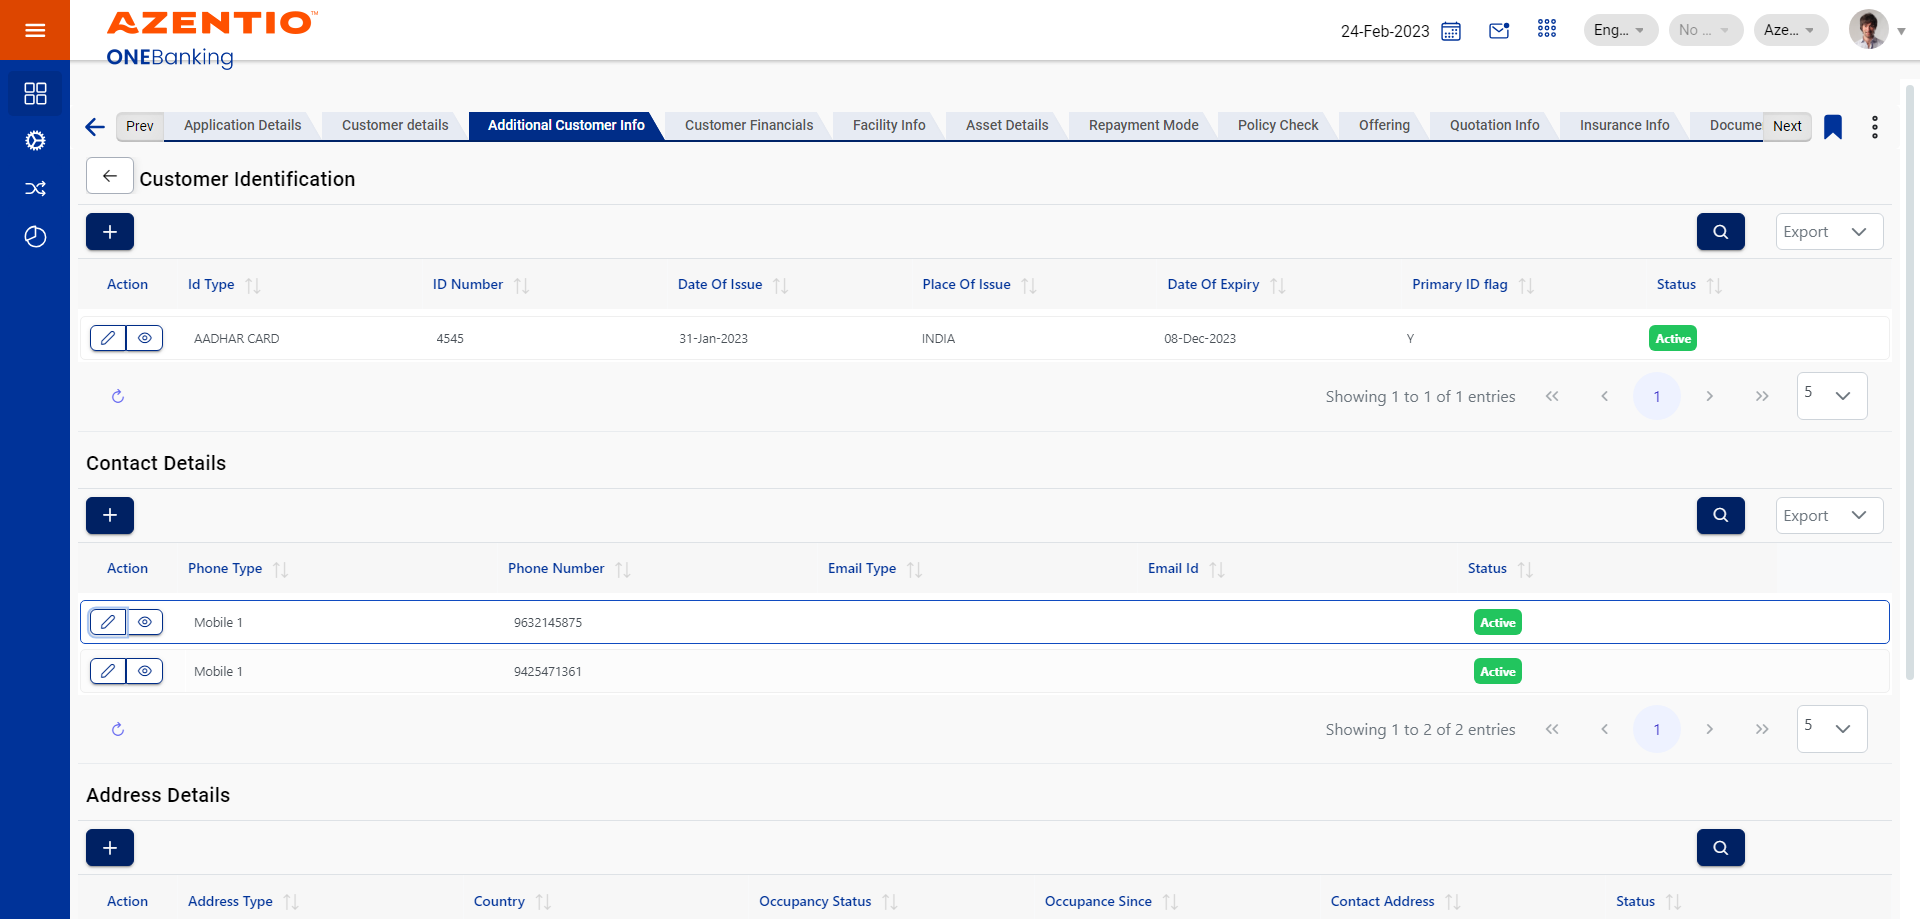 AZENTIO™
ONEBanking
24-Feb-2023
Eng...
No ...
Aze...
Prev
Application Details
Customer details
Additional Customer Info
Customer Financials
Facility Info
Asset Details
Repayment Mode
Policy Check
Offering
Quotation Info
Insurance Info
Docume
Next
Customer Identification
Export
Action Id Type ID Number Date Of Issue Place Of Issue Date Of Expiry Primary ID flag Status
AADHAR CARD 4545 31-Jan-2023 INDIA 08-Dec-2023 Y Active
Showing 1 to 1 of 1 entries 1 5
Contact Details
Export
Action Phone Type Phone Number Email Type Email Id Status
Mobile 1 9632145875 Active
Mobile 1 9425471361 Active
Showing 1 to 2 of 2 entries 1 5
Address Details
Action Address Type Country Occupancy Status Occupance Since Contact Address Status